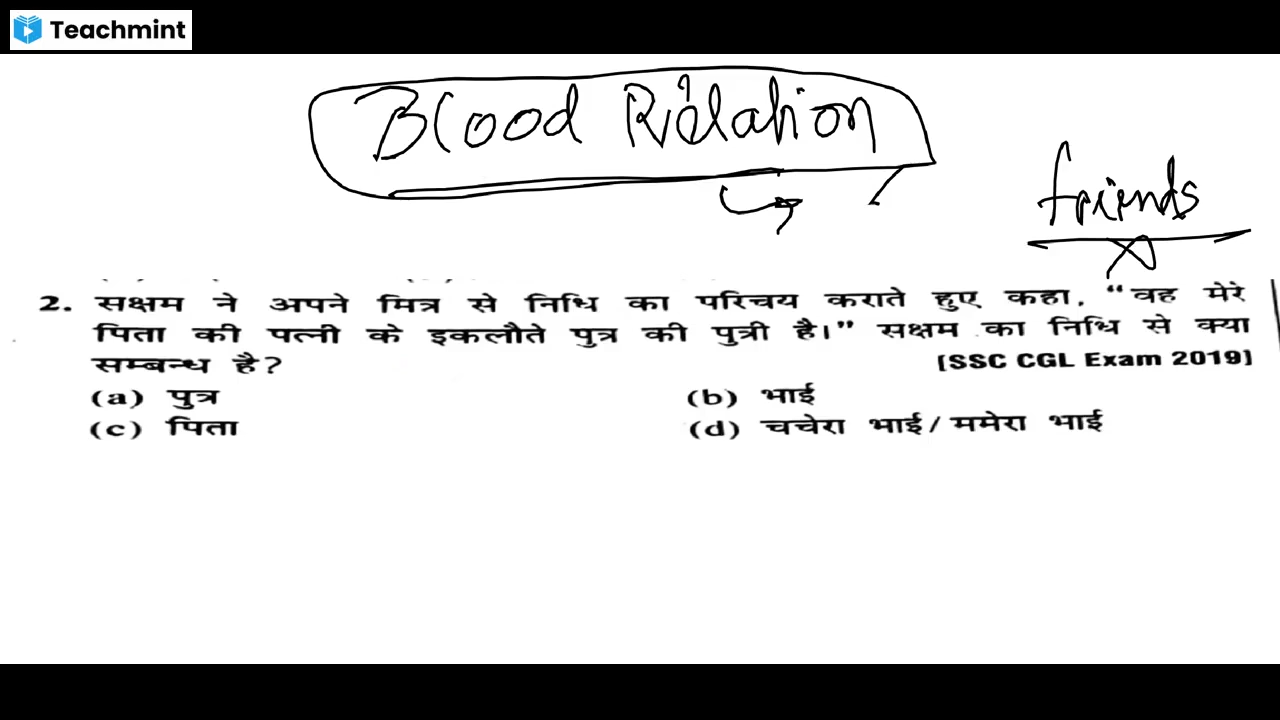 Teachmint
Blood Relation
friends
2. सक्षम ने अपने मित्र से निधि का परिचय कराते हुए कहा, “वह मेरे
पिता की पत्नी के इकलौते पुत्र की पुत्री है।” सक्षम का निधि से क्या
सम्बन्ध है? [SSC CGL Exam 2019]
(a) पुत्र (b) भाई
(c) पिता (d) चचेरा भाई/ममेरा भाई